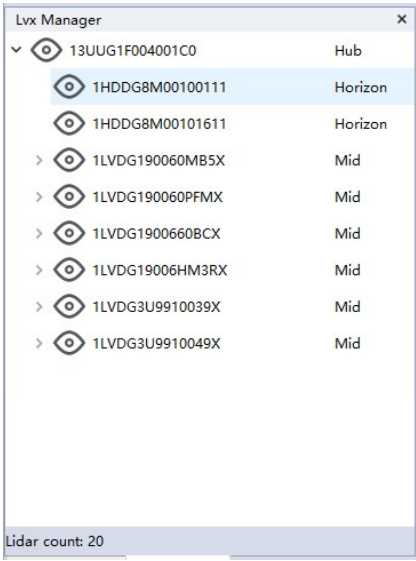 Lvx Manager
13UUG1F004001C0 Hub
1HDDG8M00100111 Horizon
1HDDG8M00101611 Horizon
1LVDG190060MB5X Mid
1LVDG190060PFMX Mid
1LVDG1900660BCX Mid
1LVDG19006HM3RX Mid
1LVDG3U9910039X Mid
1LVDG3U9910049X Mid
Lidar count: 20